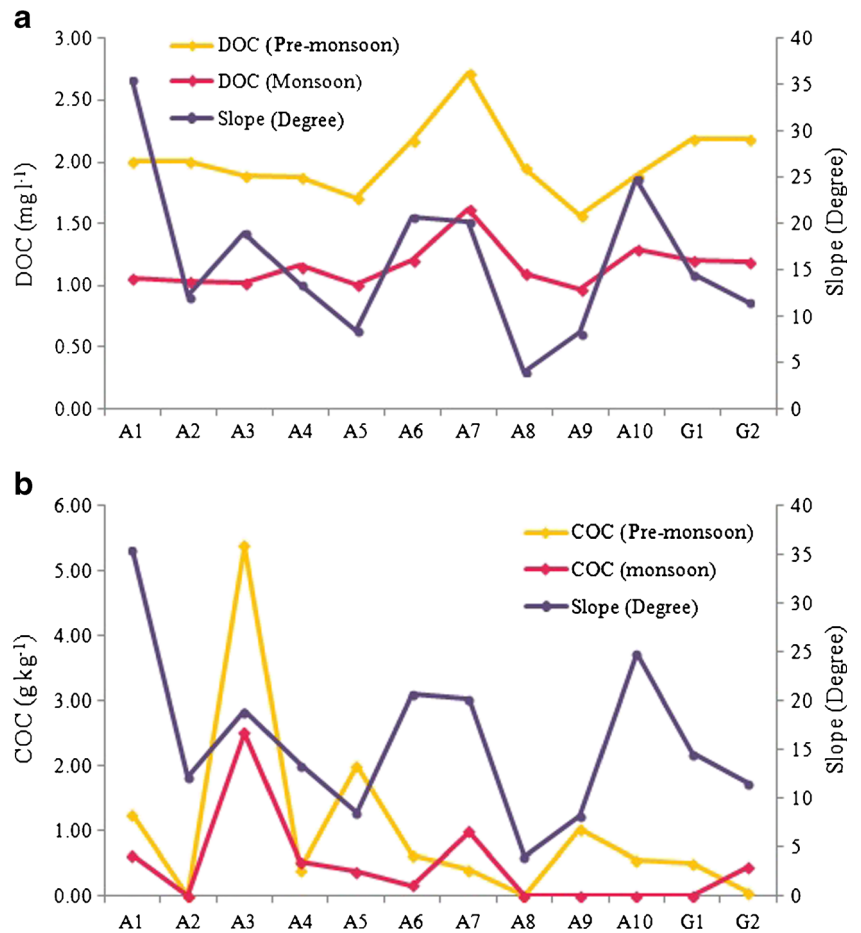 a
3.00
2.50
2.00
1.50
1.00
0.50
0.00
DOC (mg l-1)
DOC (Pre-monsoon)
DOC (Monsoon)
Slope (Degree)
40
35
30
25
20
15
10
5
0
Slope (Degree)
A1 A2 A3 A4 A5 A6 A7 A8 A9 A10 G1 G2
b
6.00
5.00
4.00
3.00
2.00
1.00
0.00
COC (g kg-1)
COC (Pre-monsoon)
COC (monsoon)
Slope (Degree)
40
35
30
25
20
15
10
5
0
Slope (Degree)
A1 A2 A3 A4 A5 A6 A7 A8 A9 A10 G1 G2